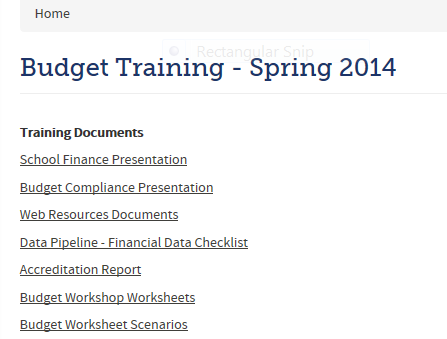 Home
Rectangular Snip
Budget Training - Spring 2014
Training Documents
School Finance Presentation
Budget Compliance Presentation
Web Resources Documents
Data Pipeline - Financial Data Checklist
Accreditation Report
Budget Workshop Worksheets
Budget Worksheet Scenarios